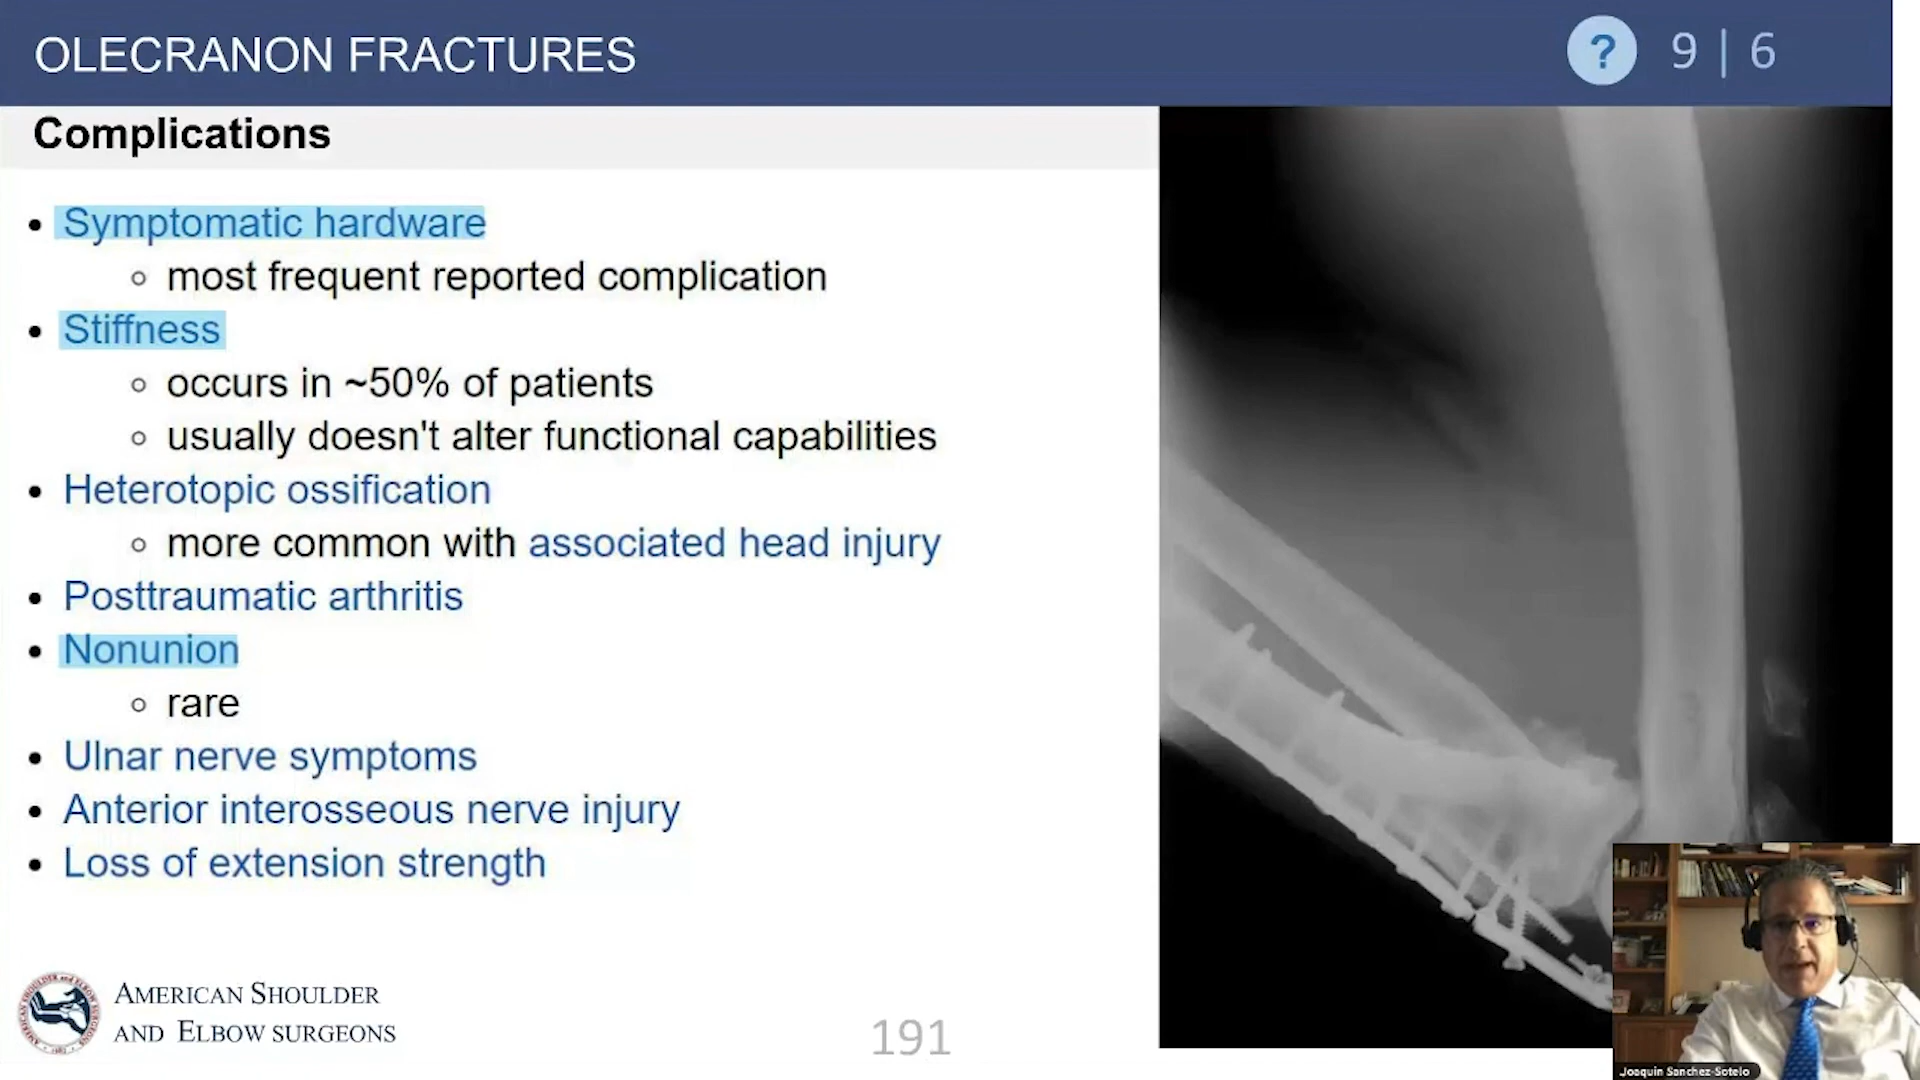 OLECRANON FRACTURES
? 9 | 6
Complications
• Symptomatic hardware
○ most frequent reported complication
• Stiffness
○ occurs in ~50% of patients
○ usually doesn't alter functional capabilities
• Heterotopic ossification
○ more common with associated head injury
• Posttraumatic arthritis
• Nonunion
○ rare
• Ulnar nerve symptoms
• Anterior interosseous nerve injury
• Loss of extension strength
AMERICAN SHOULDER
AND ELBOW SURGEONS
191
Joaquin Sanchez-Sotelo